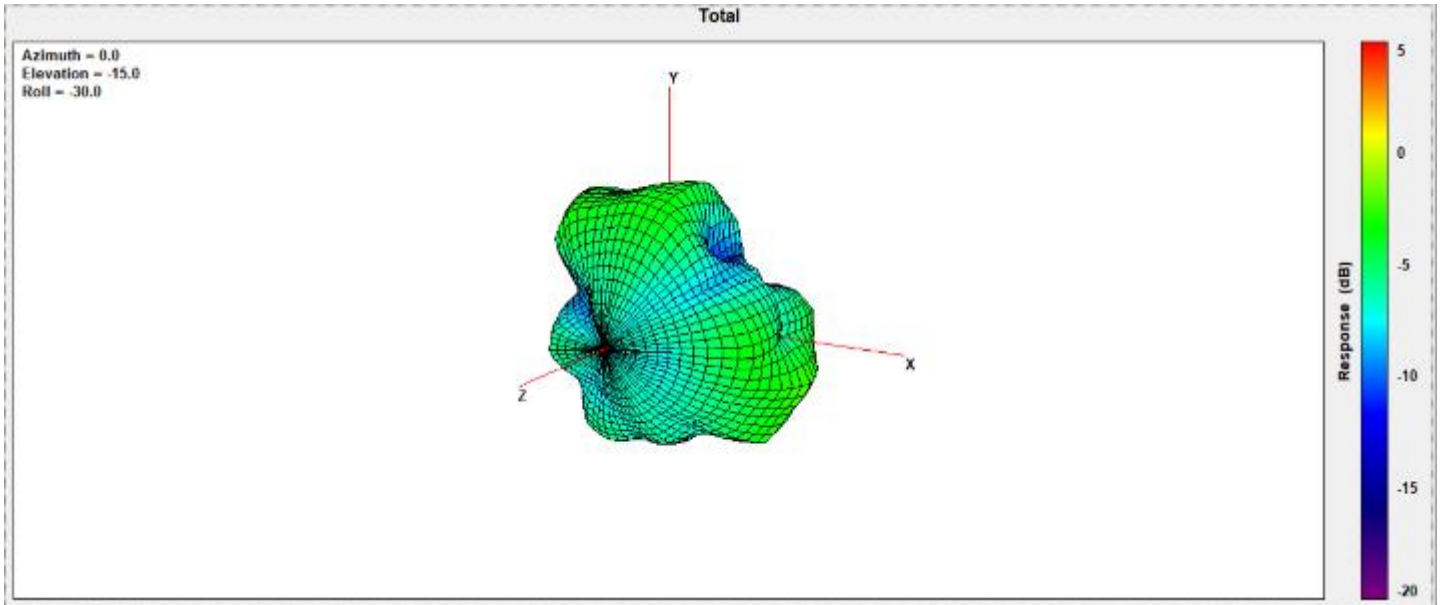 Total
Azimuth = 0.0
Elevation = -15.0
Roll = -30.0
Y
X
Z
5
0
-5
-10
-15
-20
Response (dB)